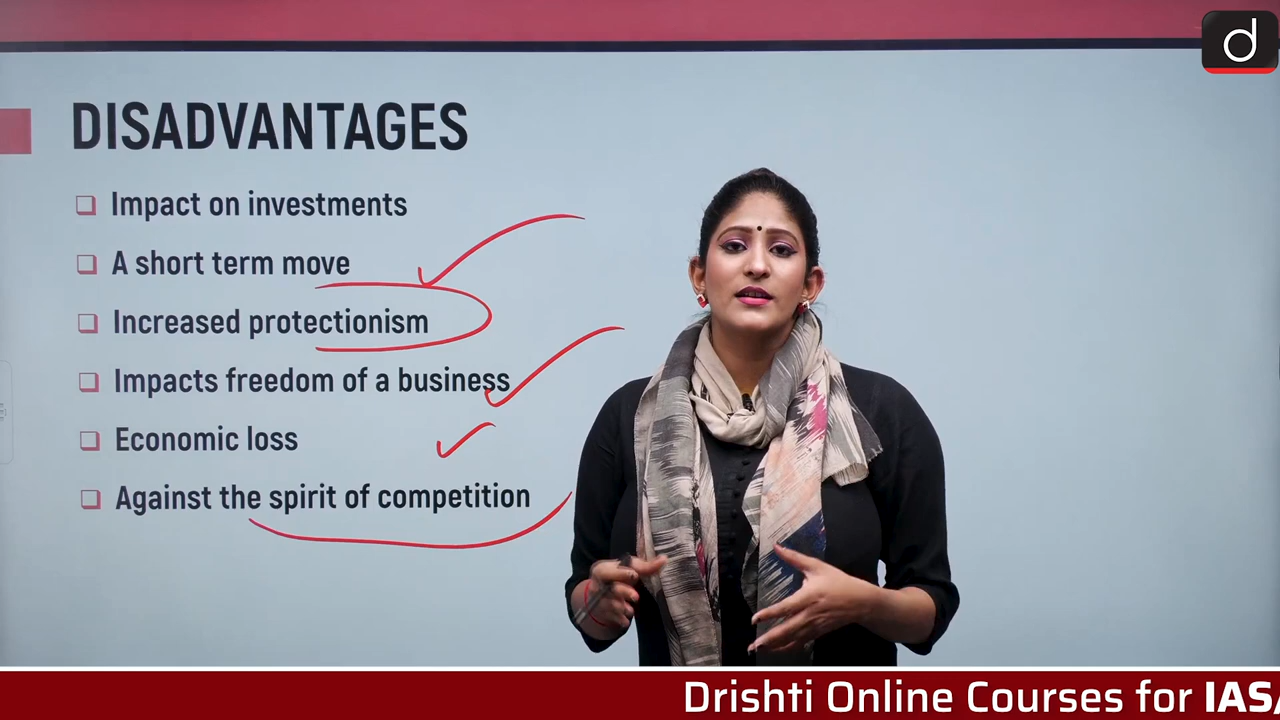 d
DISADVANTAGES
Impact on investments
A short term move
Increased protectionism
Impacts freedom of a business
Economic loss
Against the spirit of competition
Drishti Online Courses for IAS/